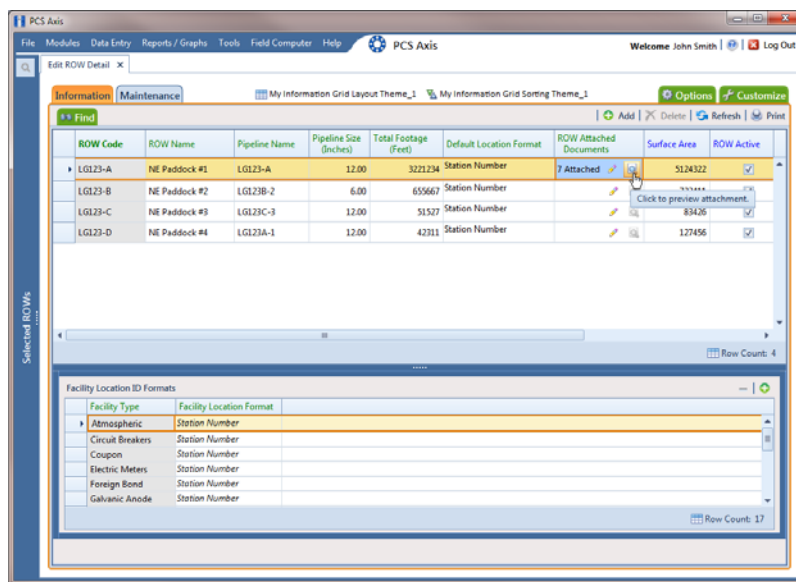 PCS Axis
File Modules Data Entry Reports / Graphs Tools Field Computer Help PCS Axis Welcome John Smith Log Out
Edit ROW Detail
Information Maintenance My Information Grid Layout Theme_1 My Information Grid Sorting Theme_1 Options Customize
Find Add Delete Refresh Print
ROW Code ROW Name Pipeline Name Pipeline Size (Inches) Total Footage (Feet) Default Location Format ROW Attached Documents Surface Area ROW Active
LG123-A NE Paddock #1 LG123-A 12.00 3221234 Station Number 7 Attached 5124322
LG123-B NE Paddock #2 LG123B-2 6.00 655667 Station Number
Click to preview attachment.
LG123-C NE Paddock #3 LG123C-3 12.00 51527 Station Number 83426
LG123-D NE Paddock #4 LG123A-1 12.00 42311 Station Number 127456
Selected ROWs
Row Count: 4
Facility Location ID Formats
Facility Type Facility Location Format
Atmospheric Station Number
Circuit Breakers Station Number
Coupon Station Number
Electric Meters Station Number
Foreign Bond Station Number
Galvanic Anode Station Number
Row Count: 17